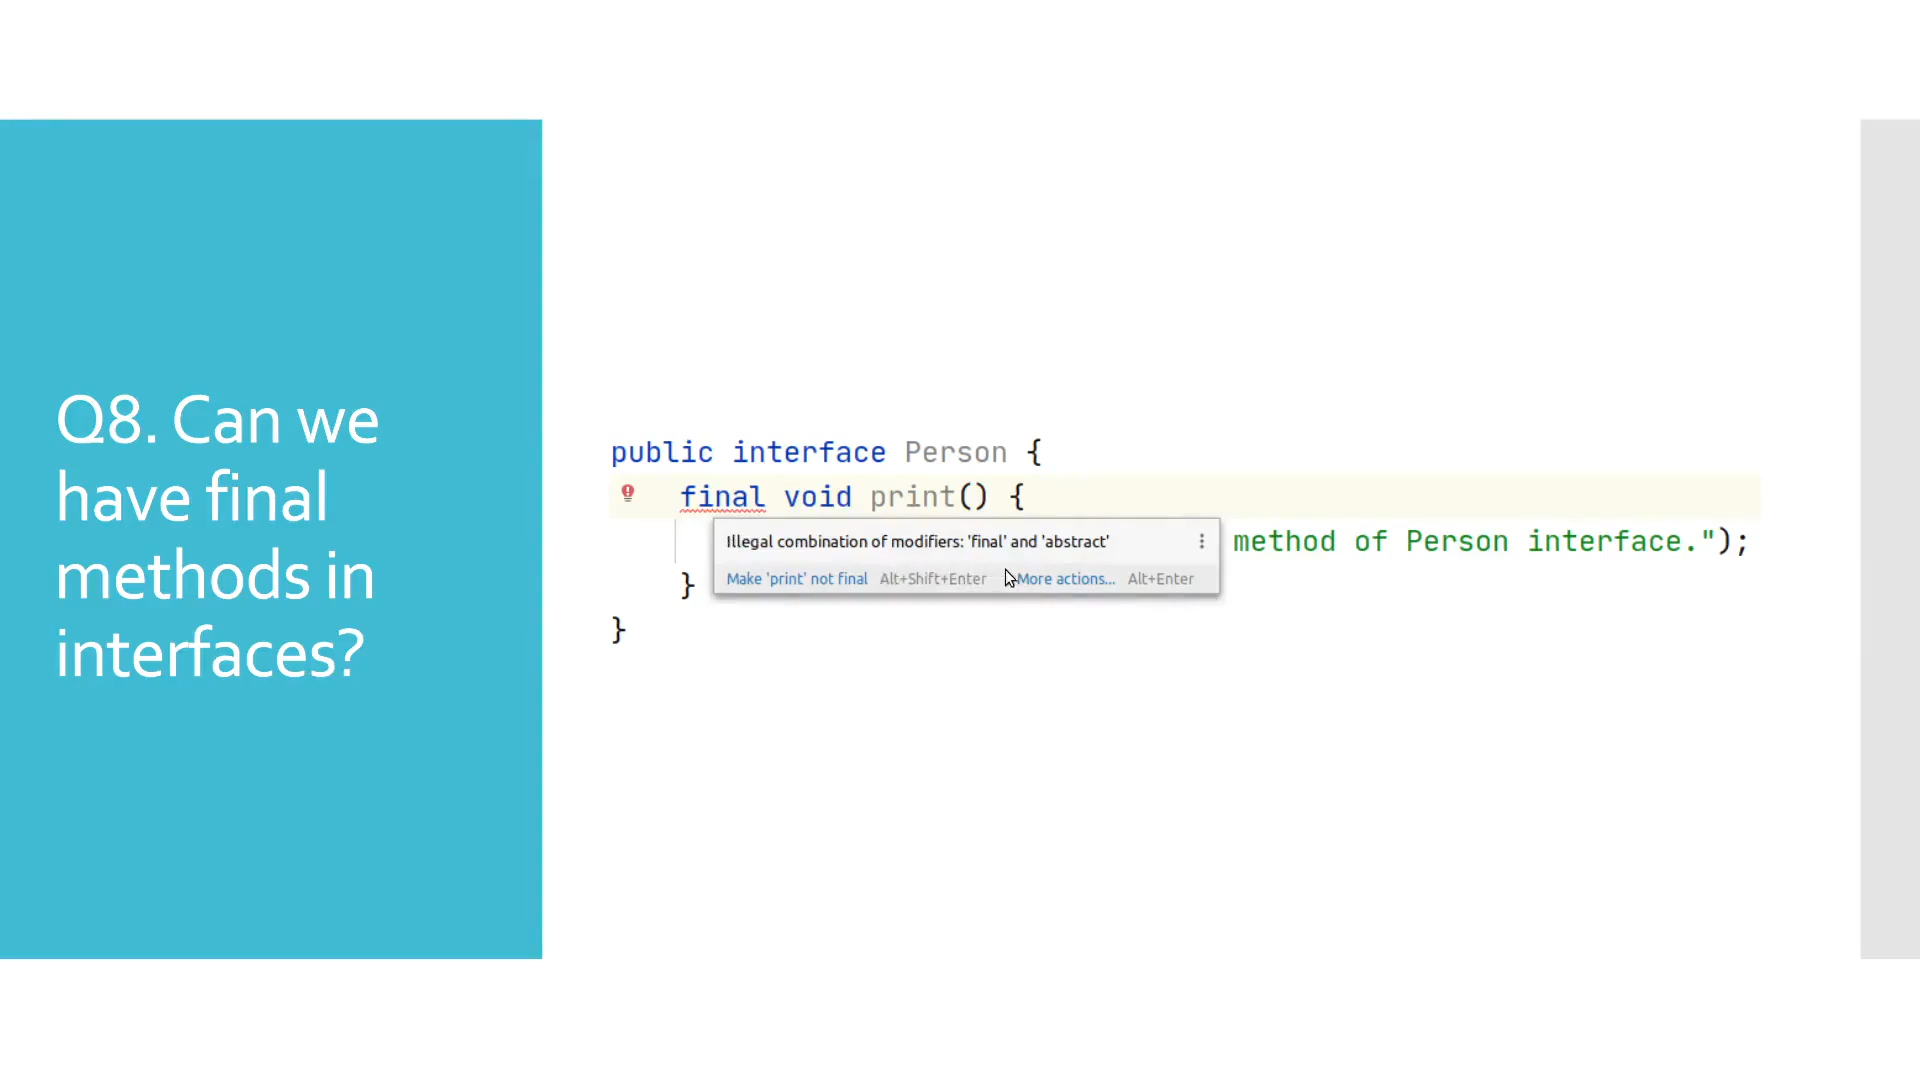 Q8. Can we
have final
methods in
interfaces?
public interface Person {
final void print() {
Illegal combination of modifiers: 'final' and 'abstract'
method of Person interface.");
Make 'print' not final Alt+Shift+Enter More actions... Alt+Enter
}
}